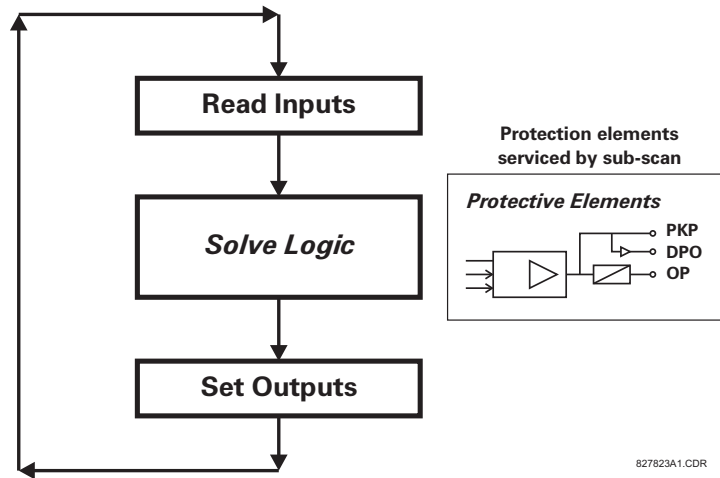 Read Inputs
Solve Logic
Set Outputs
Protection elements
serviced by sub-scan
Protective Elements
PKP
DPO
OP
827823A1.CDR